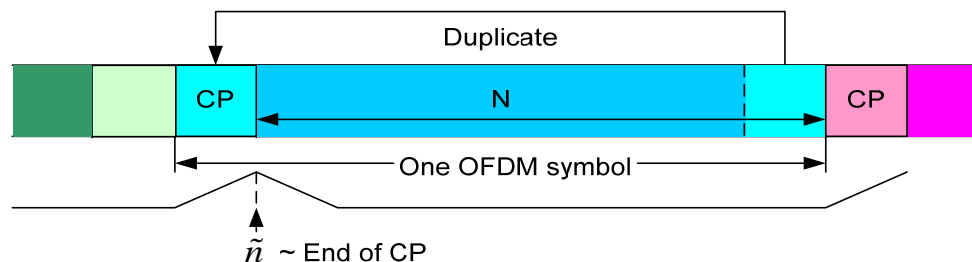 Duplicate
CP
N
CP
One OFDM symbol
ñ ~ End of CP